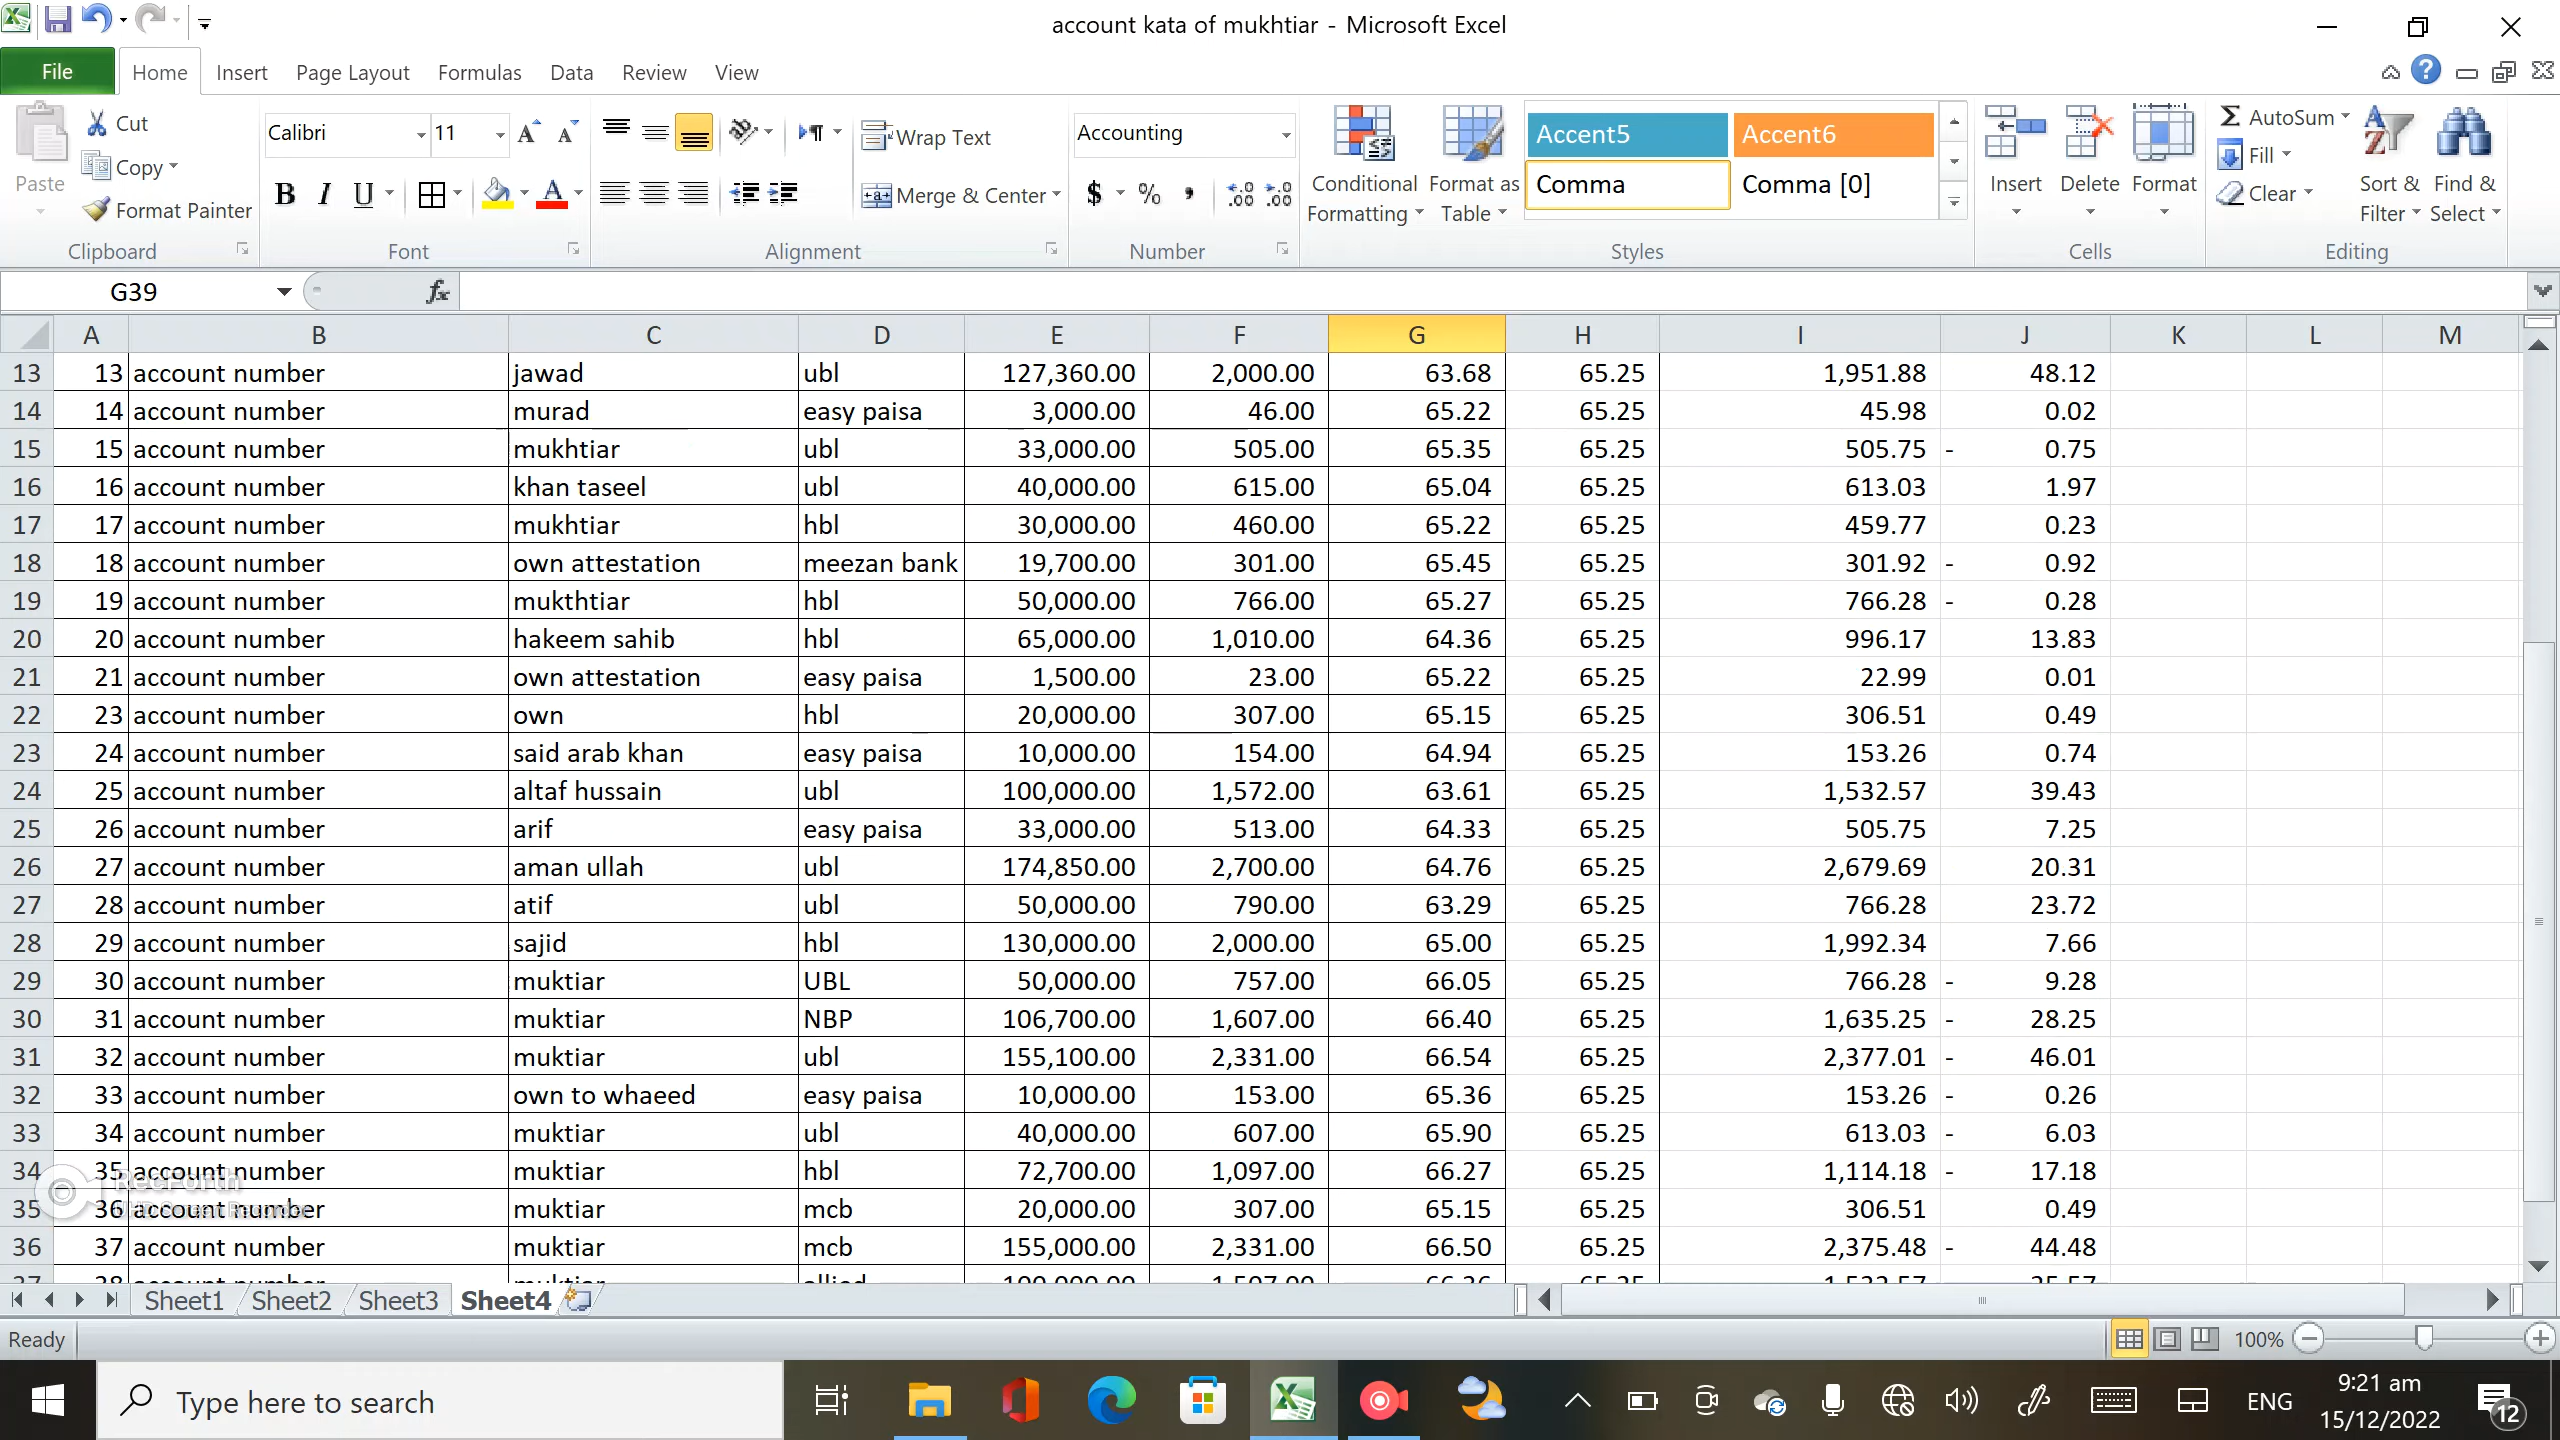 account kata of mukhtiar - Microsoft Excel
File Home Insert Page Layout Formulas Data Review View
Paste
Cut
Copy
Format Painter
Clipboard
Calibri 11
B I U A
Font
Wrap Text
Merge & Center
Alignment
Accounting
$ %
Number
Conditional Formatting
Format as Table
Accent5 Accent6
Comma Comma [0]
Styles
Insert Delete Format
Cells
Σ AutoSum
Fill
Clear
Sort & Filter
Find & Select
Editing
G39 fx
A B C D E F G H I J K L M
13 13 account number jawad ubl 127,360.00 2,000.00 63.68 65.25 1,951.88 48.12
14 14 account number murad easy paisa 3,000.00 46.00 65.22 65.25 45.98 0.02
15 15 account number mukhtiar ubl 33,000.00 505.00 65.35 65.25 505.75 - 0.75
16 16 account number khan taseel ubl 40,000.00 615.00 65.04 65.25 613.03 1.97
17 17 account number mukhtiar hbl 30,000.00 460.00 65.22 65.25 459.77 0.23
18 18 account number own attestation meezan bank 19,700.00 301.00 65.45 65.25 301.92 - 0.92
19 19 account number mukthtiar hbl 50,000.00 766.00 65.27 65.25 766.28 - 0.28
20 20 account number hakeem sahib hbl 65,000.00 1,010.00 64.36 65.25 996.17 13.83
21 21 account number own attestation easy paisa 1,500.00 23.00 65.22 65.25 22.99 0.01
22 23 account number own hbl 20,000.00 307.00 65.15 65.25 306.51 0.49
23 24 account number said arab khan easy paisa 10,000.00 154.00 64.94 65.25 153.26 0.74
24 25 account number altaf hussain ubl 100,000.00 1,572.00 63.61 65.25 1,532.57 39.43
25 26 account number arif easy paisa 33,000.00 513.00 64.33 65.25 505.75 7.25
26 27 account number aman ullah ubl 174,850.00 2,700.00 64.76 65.25 2,679.69 20.31
27 28 account number atif ubl 50,000.00 790.00 63.29 65.25 766.28 23.72
28 29 account number sajid hbl 130,000.00 2,000.00 65.00 65.25 1,992.34 7.66
29 30 account number muktiar UBL 50,000.00 757.00 66.05 65.25 766.28 - 9.28
30 31 account number muktiar NBP 106,700.00 1,607.00 66.40 65.25 1,635.25 - 28.25
31 32 account number muktiar ubl 155,100.00 2,331.00 66.54 65.25 2,377.01 - 46.01
32 33 account number own to whaeed easy paisa 10,000.00 153.00 65.36 65.25 153.26 - 0.26
33 34 account number muktiar ubl 40,000.00 607.00 65.90 65.25 613.03 - 6.03
34 35 account number muktiar hbl 72,700.00 1,097.00 66.27 65.25 1,114.18 - 17.18
RecForth
35 36 account number muktiar mcb 20,000.00 307.00 65.15 65.25 306.51 0.49
36 37 account number muktiar mcb 155,000.00 2,331.00 66.50 65.25 2,375.48 - 44.48
Sheet1 Sheet2 Sheet3 Sheet4
Ready 100%
Type here to search ENG
9:21 am
15/12/2022
12